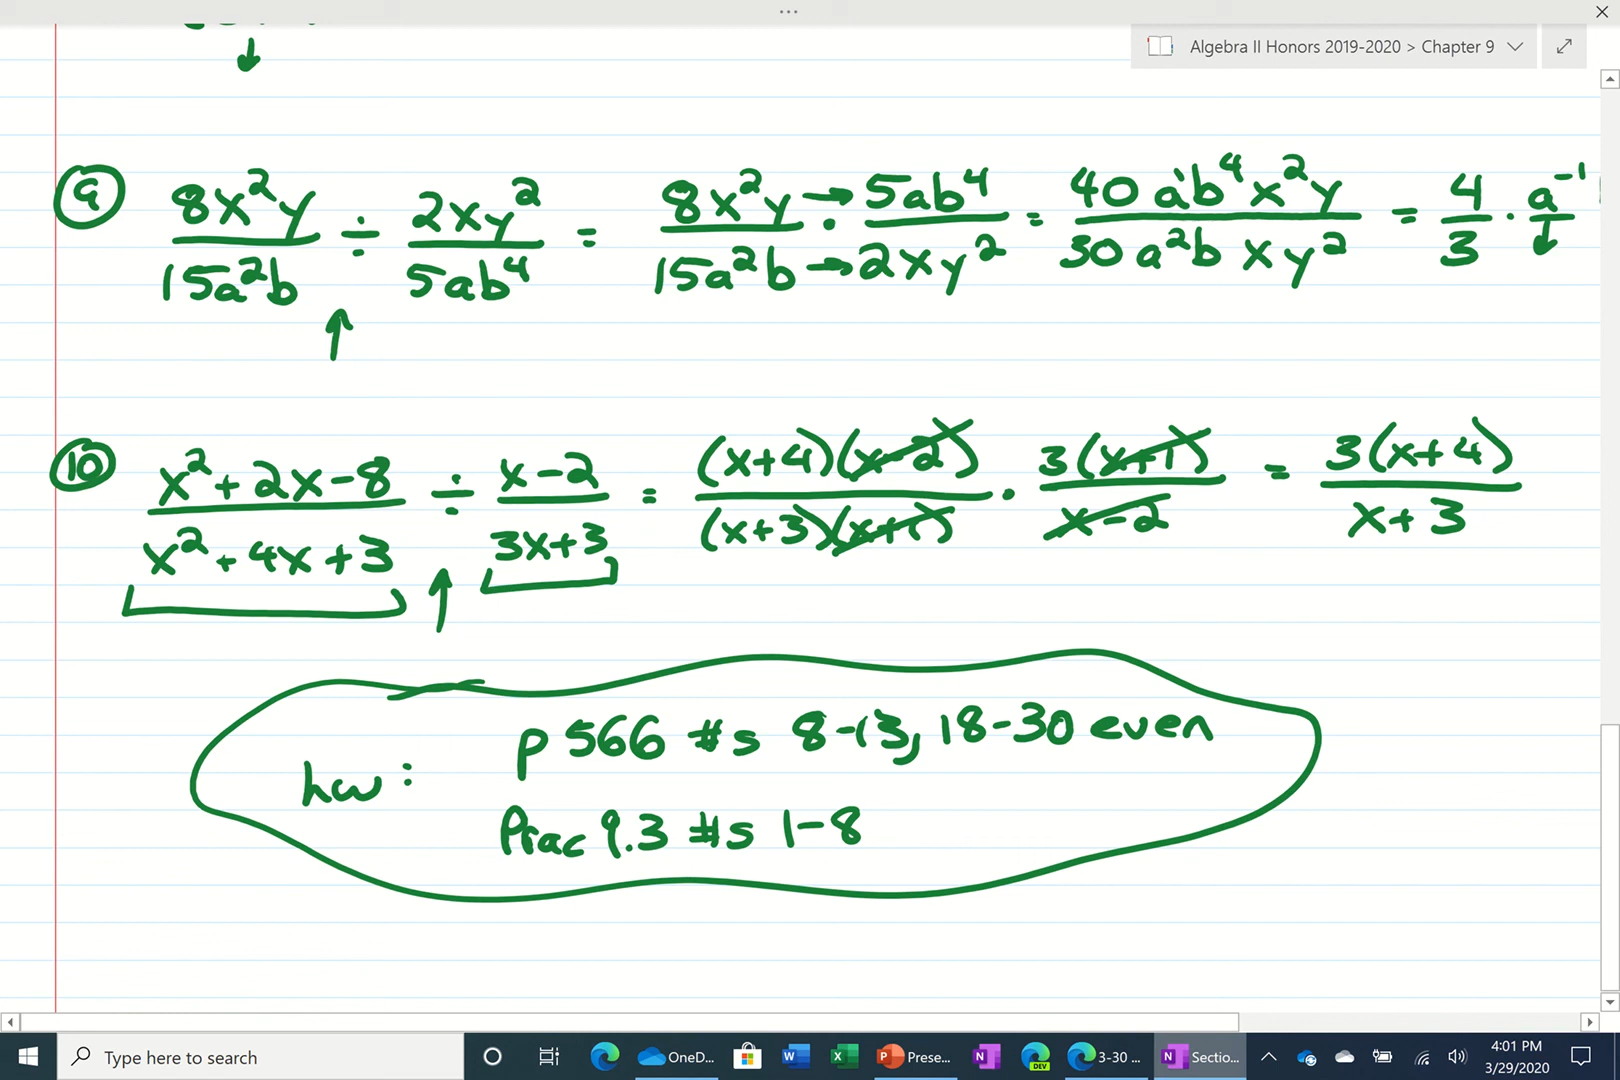 Algebra II Honors 2019-2020 > Chapter 9
⑨ 8x²y/15a²b ÷ 2xy²/5ab⁴ = 8x²y/15a²b · 5ab⁴/2xy² = 40a¹b⁴x²y/30a²bxy² = 4/3 · a⁻¹
⑩ x²+2x-8/x²+4x+3 ÷ x-2/3x+3 = (x+4)(x-2)/(x+3)(x+1) · 3(x+1)/x-2 = 3(x+4)/x+3
p 566 #s 8-13, 18-30 even
hw:
Prac 9.3 #s 1-8
Type here to search
OneD...
Prese...
DEV
3-30 ...
Sectio...
4:01 PM
3/29/2020